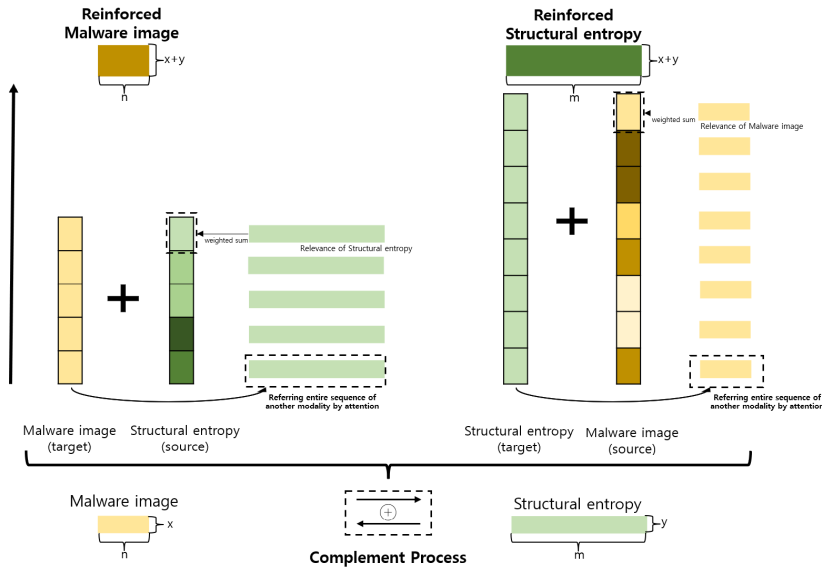 Reinforced
Malware image
x+y
n
Reinforced
Structural entropy
x+y
m
weighted sum
Relevance of Structural entropy
weighted sum
Relevance of Malware image
Referring entire sequence of
another modality by attention
Referring entire sequence of
another modality by attention
Malware image
(target)
Structural entropy
(source)
Structural entropy
(target)
Malware image
(source)
Malware image
x
n
Complement Process
Structural entropy
y
m